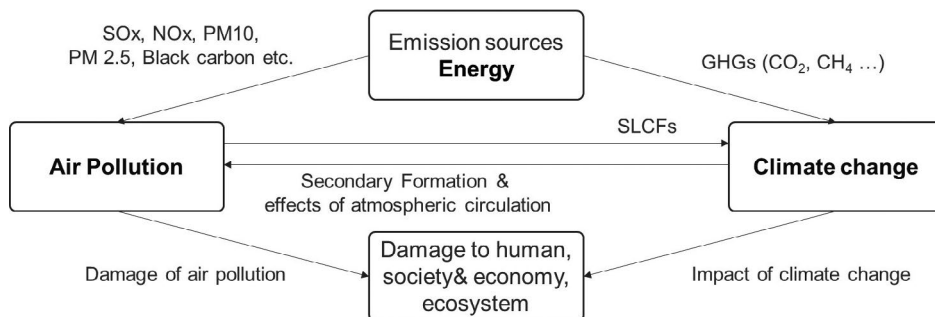 SOx, NOx, PM10,
PM 2.5, Black carbon etc.
Emission sources
Energy
GHGs (CO₂, CH₄ ...)
SLCFs
Air Pollution
Climate change
Secondary Formation &
effects of atmospheric circulation
Damage of air pollution
Damage to human,
society& economy,
ecosystem
Impact of climate change